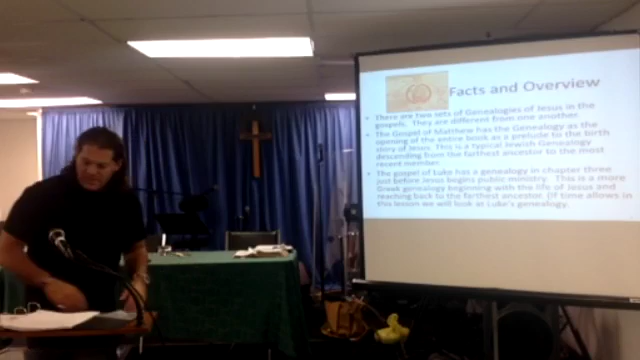 Facts and Overview
There are two sets of Genealogies of Jesus in the
gospels. They are different from one another.
The Gospel of Matthew has the Genealogy as the
opening of the entire book as a prelude to the birth
story of Jesus. This is a typical Jewish Genealogy
descending from the farthest ancestor to the most
recent member.
The gospel of Luke has a genealogy in chapter three
just before Jesus begins public ministry. This is a more
Greek genealogy beginning with the life of Jesus and
reaching back to the farthest ancestor. (If time allows in
this lesson we will look at Luke's genealogy.